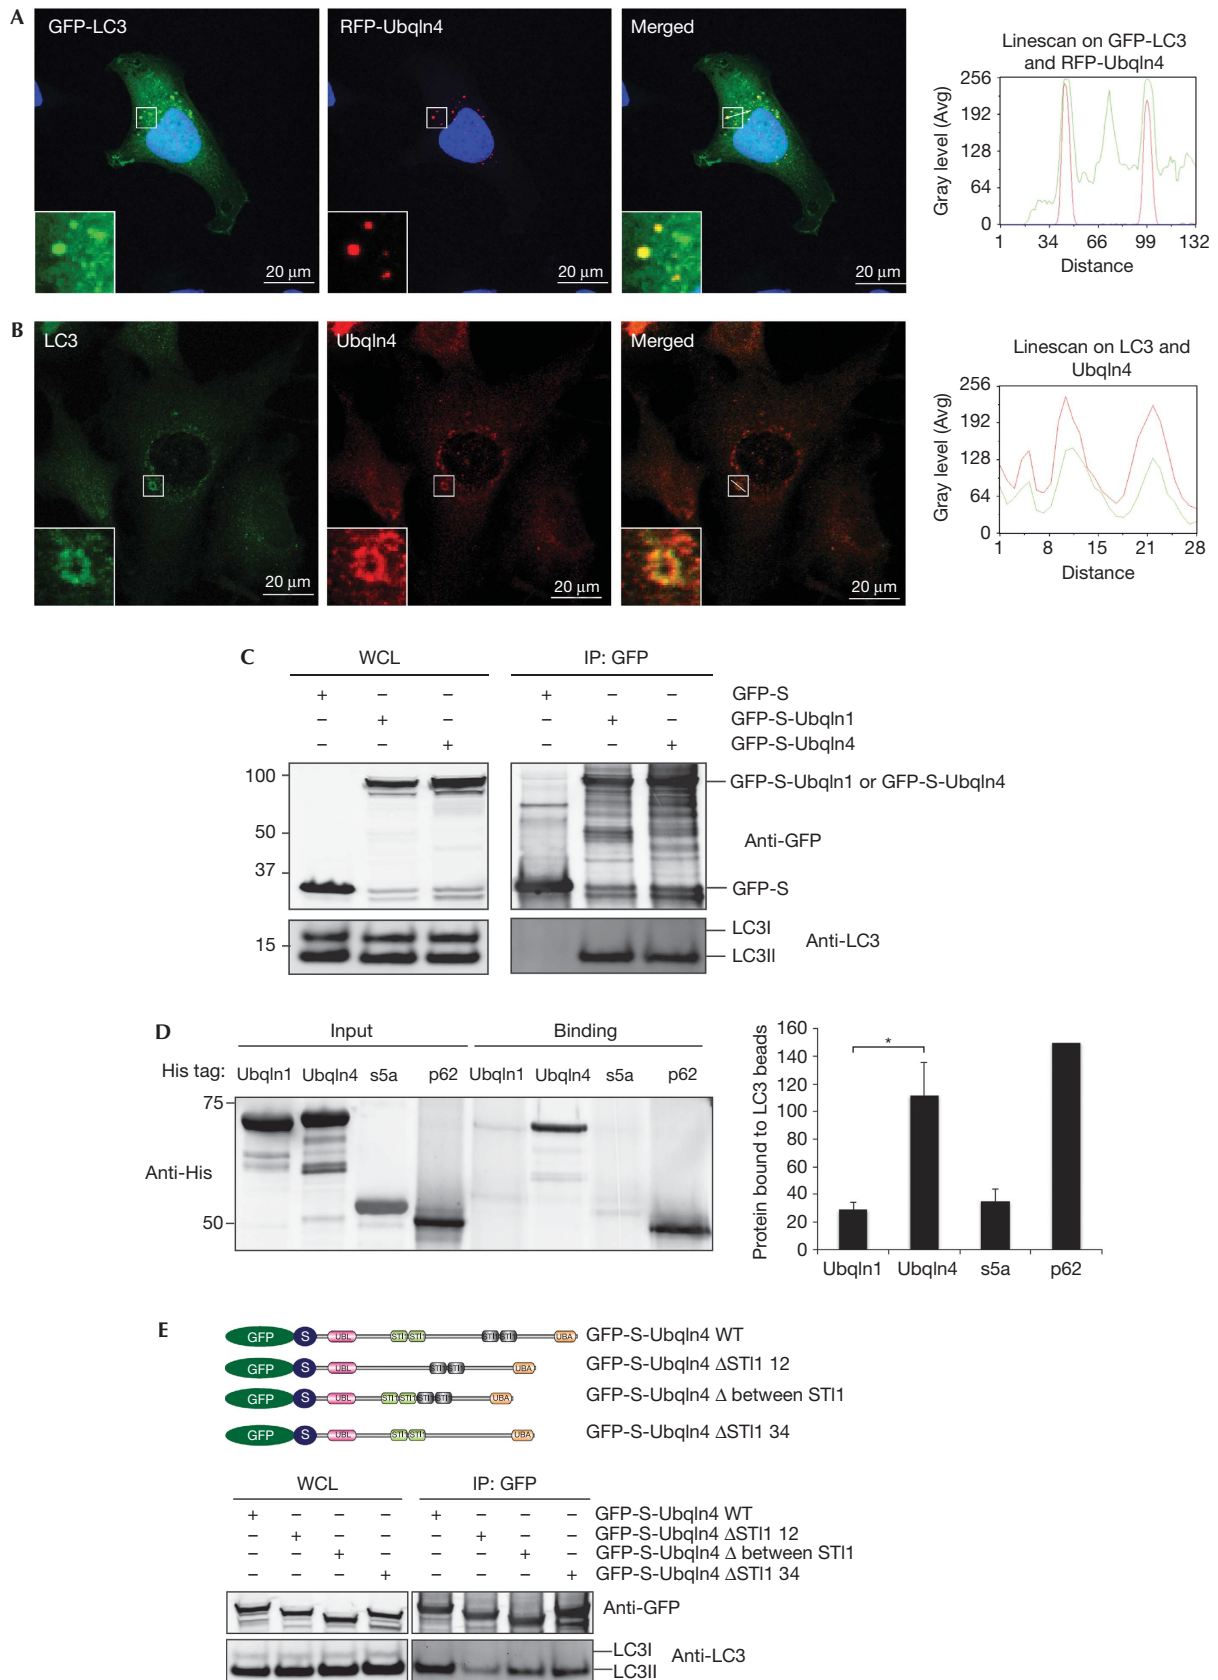 A
GFP-LC3
RFP-Ubqln4
Merged
20 µm
20 µm
20 µm
Linescan on GFP-LC3
and RFP-Ubqln4
Gray level (Avg)
256
192
128
64
0
1 34 66 99 132
Distance
B
LC3
Ubqln4
Merged
20 µm
20 µm
20 µm
Linescan on LC3 and
Ubqln4
Gray level (Avg)
256
192
128
64
0
1 8 15 21 28
Distance
C
WCL IP: GFP
+ – – + – – GFP-S
– + – – + – GFP-S-Ubqln1
– – + – – + GFP-S-Ubqln4
100
50
37
15
GFP-S-Ubqln1 or GFP-S-Ubqln4
Anti-GFP
GFP-S
LC3I
Anti-LC3
LC3II
D
Input Binding
His tag: Ubqln1 Ubqln4 s5a p62 Ubqln1 Ubqln4 s5a p62
75
Anti-His
50
Protein bound to LC3 beads
160
140
120
100
80
60
40
20
0
*
Ubqln1 Ubqln4 s5a p62
E
GFP S UBL STI1 STI1 STI1 STI1 UBA GFP-S-Ubqln4 WT
GFP S UBL STI1 STI1 UBA GFP-S-Ubqln4 ΔSTI1 12
GFP S UBL STI1 STI1 STI1 STI1 UBA GFP-S-Ubqln4 Δ between STI1
GFP S UBL STI1 STI1 UBA GFP-S-Ubqln4 ΔSTI1 34
WCL IP: GFP
+ – – – + – – – GFP-S-Ubqln4 WT
– + – – – + – – GFP-S-Ubqln4 ΔSTI1 12
– – + – – – + – GFP-S-Ubqln4 Δ between STI1
– – – + – – – + GFP-S-Ubqln4 ΔSTI1 34
Anti-GFP
LC3I
Anti-LC3
LC3II